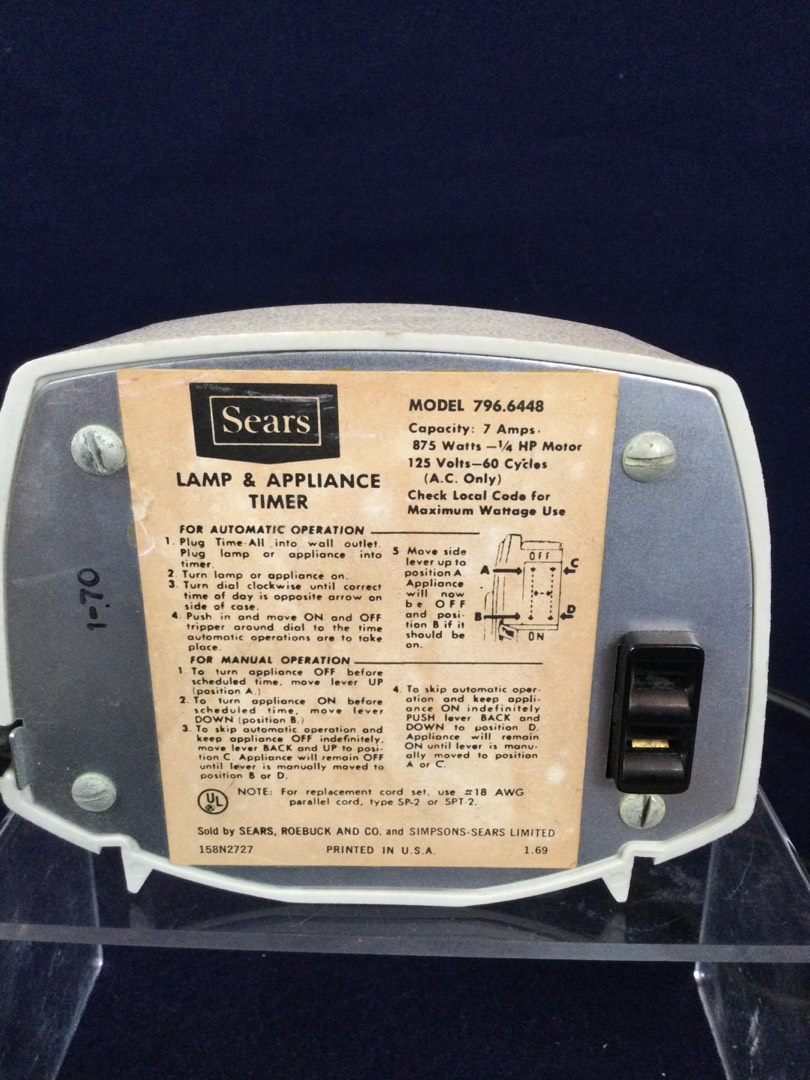 Sears
LAMP & APPLIANCE
TIMER
MODEL 796.6448
Capacity: 7 Amps.
875 Watts—1/4 HP Motor
125 Volts—60 Cycles
(A.C. Only)
Check Local Code for
Maximum Wattage Use
FOR AUTOMATIC OPERATION
1. Plug Time-All into wall outlet.
Plug lamp or appliance into
timer.
2. Turn lamp or appliance on.
3. Turn dial clockwise until correct
time of day is opposite arrow on
side of case.
4. Push in and move ON and OFF
tripper around dial to the time
automatic operations are to take
place.
5 Move side
lever up to
position A.
Appliance
will now
be OFF
and posi-
tion B if it
should be
on.
OFF
A
C
B
D
ON
FOR MANUAL OPERATION
1. To turn appliance OFF before
scheduled time, move lever UP
(position A.)
2. To turn appliance ON before
scheduled time, move lever
DOWN (position B.)
3. To skip automatic operation and
keep appliance OFF indefinitely,
move lever BACK and UP to posi-
tion C. Appliance will remain OFF
until lever is manually moved to
position B or D.
4. To skip automatic oper-
ation and keep appli-
ance ON indefinitely
PUSH lever BACK and
DOWN to position D.
Appliance will remain
ON until lever is manu-
ally moved to position
A or C.
UL
NOTE: For replacement cord set, use #18 AWG
parallel cord, type SP-2 or SPT-2.
Sold by SEARS, ROEBUCK AND CO. and SIMPSONS-SEARS LIMITED
158N2727 PRINTED IN U.S.A. 1.69
1-70